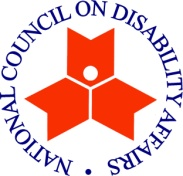 NATIONAL COUNCIL ON DISABILITY AFFAIRS •